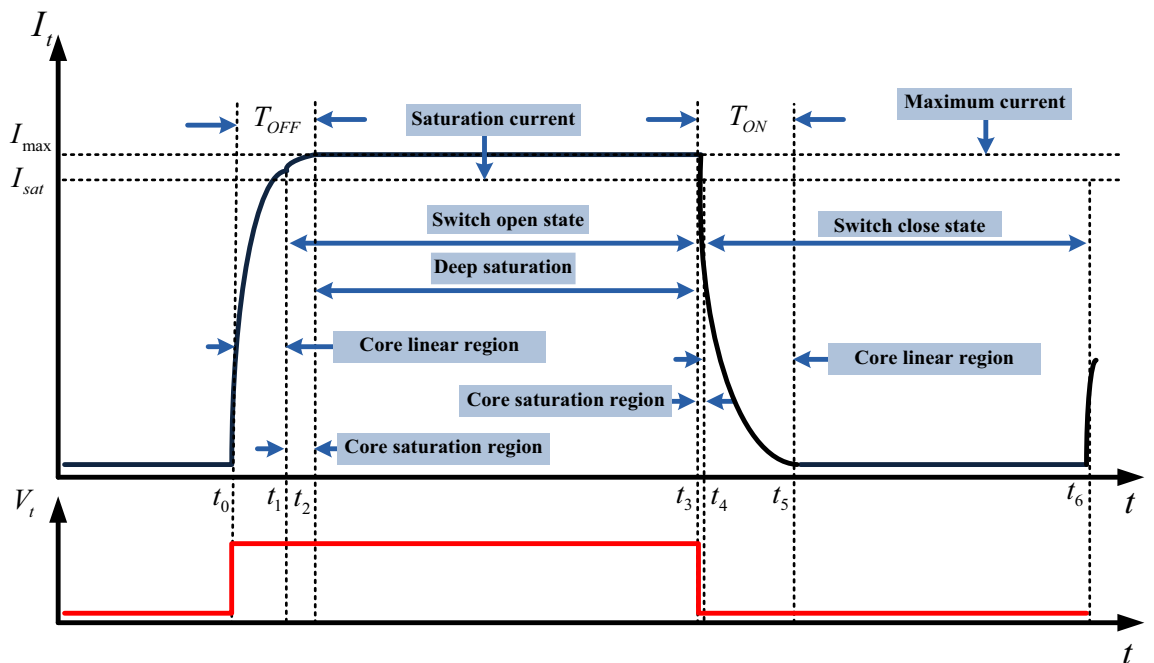 I_t
T_OFF
Saturation current
T_ON
Maximum current
I_max
I_sat
Switch open state
Switch close state
Deep saturation
Core linear region
Core linear region
Core saturation region
Core saturation region
t_0
t_1
t_2
t_3
t_4
t_5
t_6
t
V_t
t